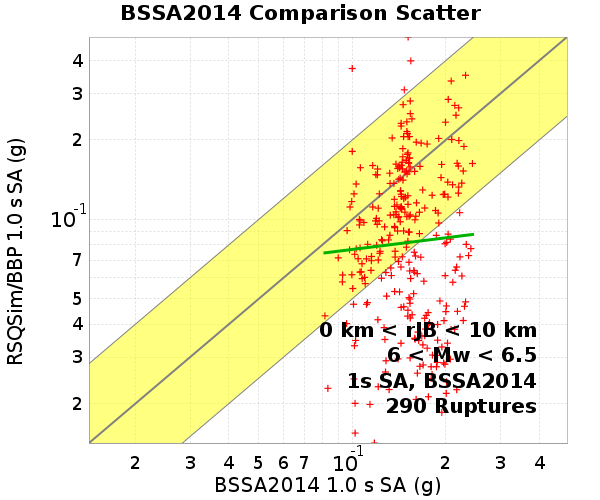 BSSA2014 Comparison Scatter
RSQSim/BBP 1.0 s SA (g)
4
3
2
10^-1
7
5
4
3
2
0 km < rJB < 10 km
6 < Mw < 6.5
1s SA, BSSA2014
290 Ruptures
2 3 4 5 6 7 10^-1 2 3 4
BSSA2014 1.0 s SA (g)